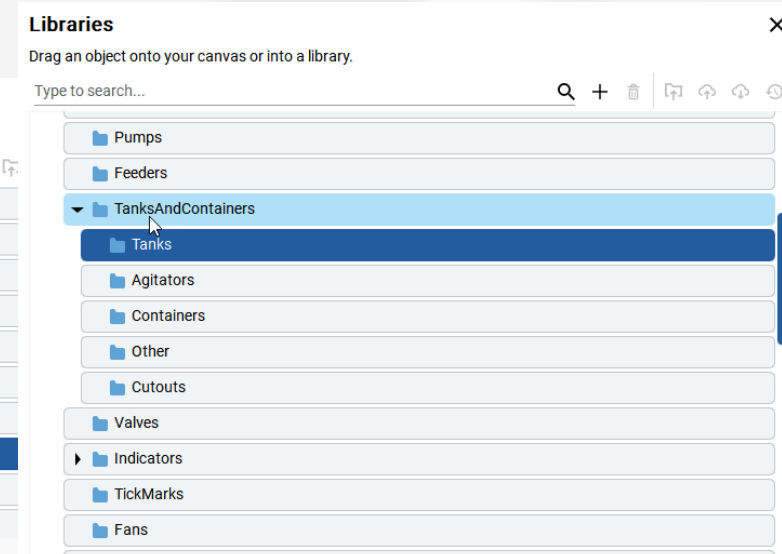 Libraries
Drag an object onto your canvas or into a library.
Type to search...
Pumps
Feeders
TanksAndContainers
Tanks
Agitators
Containers
Other
Cutouts
Valves
Indicators
TickMarks
Fans